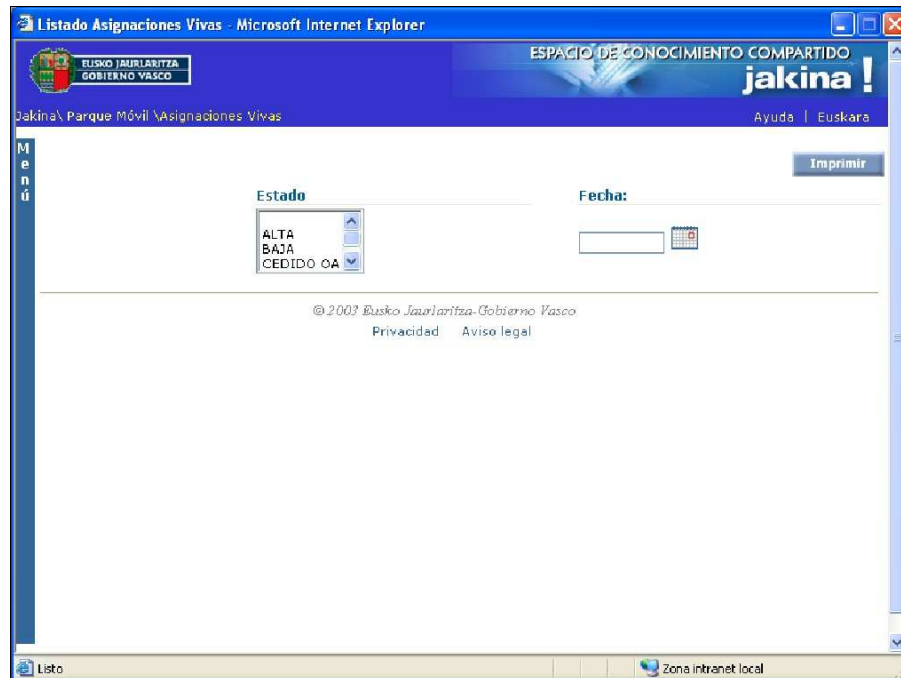 Listado Asignaciones Vivas - Microsoft Internet Explorer
EUSKO JAURLARITZA
GOBIERNO VASCO
ESPACIO DE CONOCIMIENTO COMPARTIDO
jakina !
Jakina\ Parque Móvil \Asignaciones Vivas
Ayuda | Euskara
Menú
Imprimir
Estado
Fecha:
ALTA
BAJA
CEDIDO OA
© 2003 Eusko Jaurlaritza-Gobierno Vasco
Privacidad Aviso legal
Listo
Zona intranet local